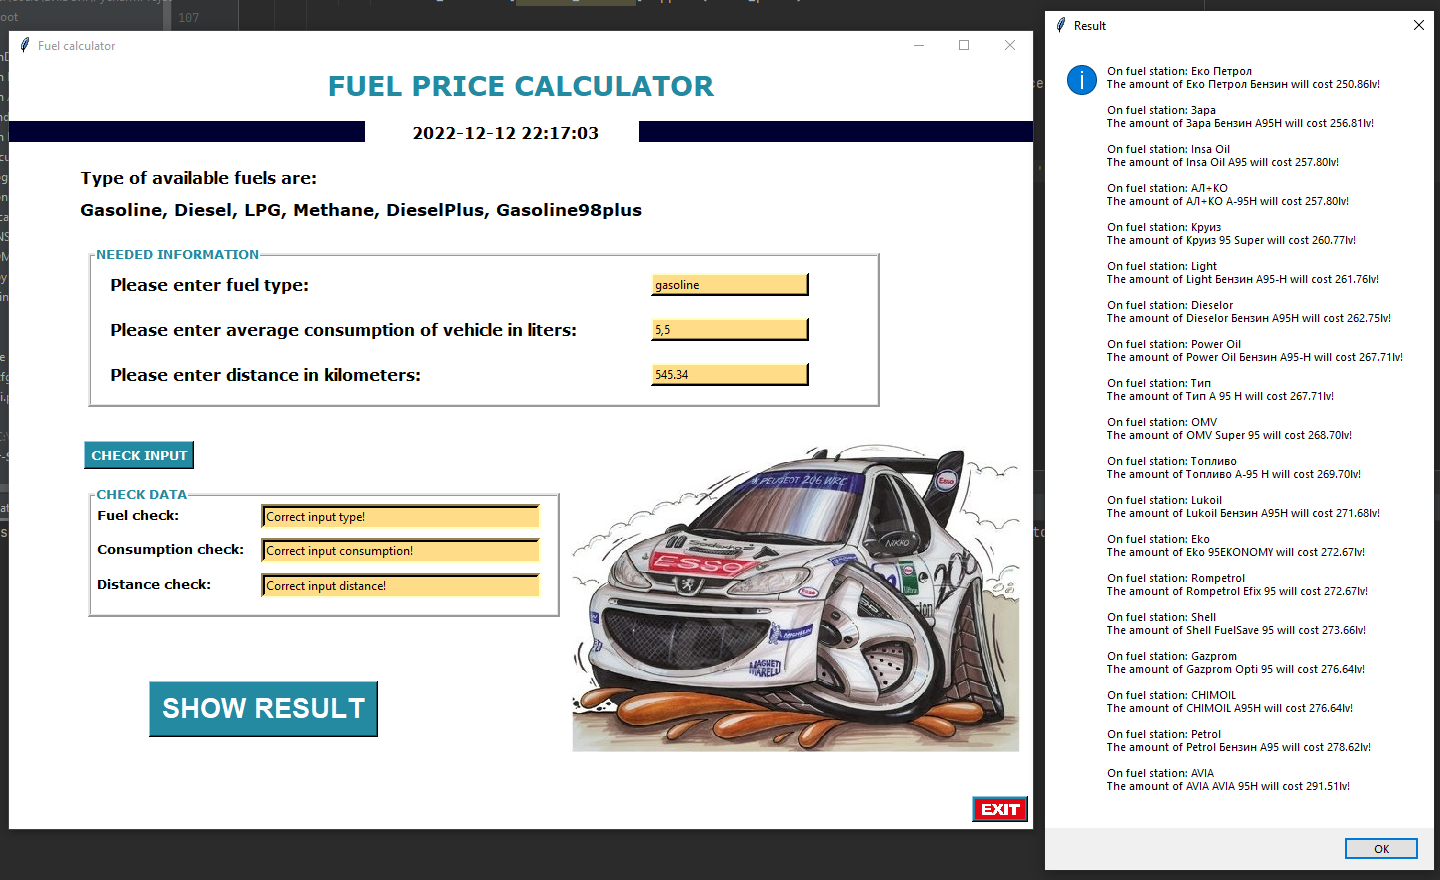 oot
107
Fuel calculator
FUEL PRICE CALCULATOR
2022-12-12 22:17:03
Type of available fuels are:
Gasoline, Diesel, LPG, Methane, DieselPlus, Gasoline98plus
NEEDED INFORMATION
Please enter fuel type:
gasoline
Please enter average consumption of vehicle in liters:
5,5
Please enter distance in kilometers:
545.34
CHECK INPUT
CHECK DATA
Fuel check:
Correct input type!
Consumption check:
Correct input consumption!
Distance check:
Correct input distance!
SHOW RESULT
PEUGEOT 206 WRC
Esso
NIKKO
ESSO
Esso
MICHELIN
MAGNETI
MARELLI
EXIT
Result
On fuel station: Еко Петрол
The amount of Еко Петрол Бензин will cost 250.86lv!
On fuel station: Зара
The amount of Зара Бензин A95H will cost 256.81lv!
On fuel station: Insa Oil
The amount of Insa Oil A95 will cost 257.80lv!
On fuel station: АЛ+КО
The amount of АЛ+КО A-95H will cost 257.80lv!
On fuel station: Круиз
The amount of Круиз 95 Super will cost 260.77lv!
On fuel station: Light
The amount of Light Бензин A95-H will cost 261.76lv!
On fuel station: Dieselor
The amount of Dieselor Бензин A95H will cost 262.75lv!
On fuel station: Power Oil
The amount of Power Oil Бензин A95-H will cost 267.71lv!
On fuel station: Тип
The amount of Тип A 95 H will cost 267.71lv!
On fuel station: OMV
The amount of OMV Super 95 will cost 268.70lv!
On fuel station: Топливо
The amount of Топливо A-95 H will cost 269.70lv!
On fuel station: Lukoil
The amount of Lukoil Бензин A95H will cost 271.68lv!
On fuel station: Eko
The amount of Eko 95EKONOMY will cost 272.67lv!
On fuel station: Rompetrol
The amount of Rompetrol Efix 95 will cost 272.67lv!
On fuel station: Shell
The amount of Shell FuelSave 95 will cost 273.66lv!
On fuel station: Gazprom
The amount of Gazprom Opti 95 will cost 276.64lv!
On fuel station: CHIMOIL
The amount of CHIMOIL A95H will cost 276.64lv!
On fuel station: Petrol
The amount of Petrol Бензин A95 will cost 278.62lv!
On fuel station: AVIA
The amount of AVIA AVIA 95H will cost 291.51lv!
OK